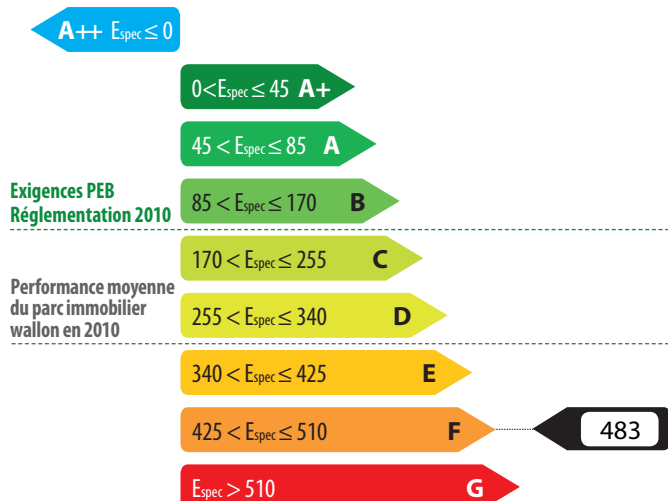 A++ Espec ≤ 0
0<Espec ≤ 45 A+
45 < Espec ≤ 85 A
Exigences PEB
Réglementation 2010
85 < Espec ≤ 170 B
170 < Espec ≤ 255 C
Performance moyenne
du parc immobilier
wallon en 2010
255 < Espec ≤ 340 D
340 < Espec ≤ 425 E
425 < Espec ≤ 510 F
483
Espec > 510 G